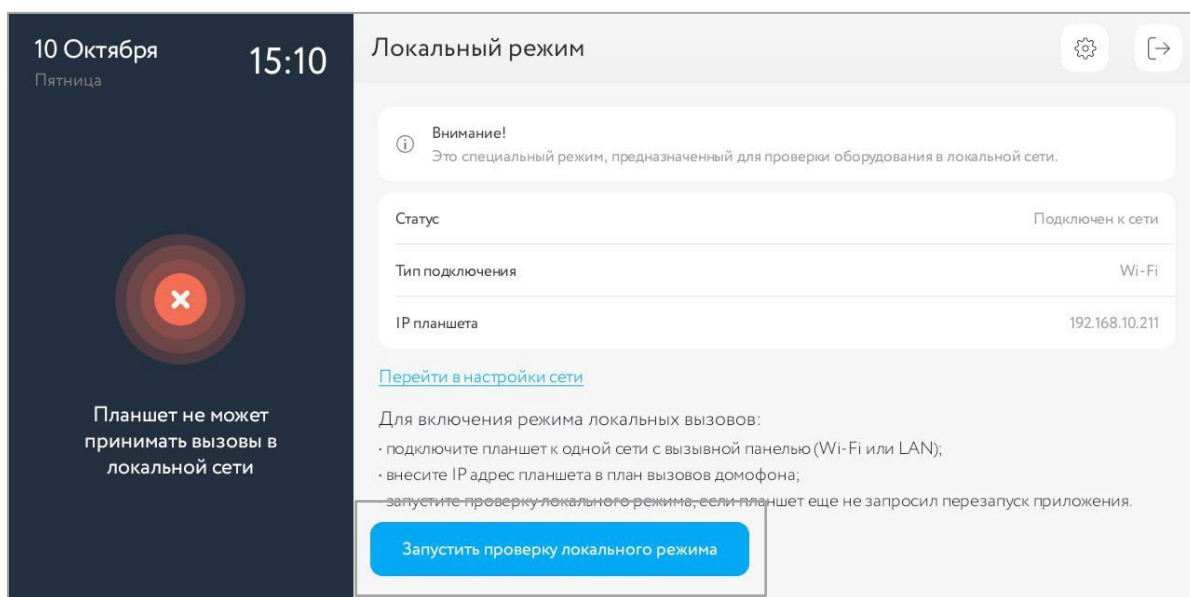 10 Октября
15:10
Пятница
Планшет не может
принимать вызовы в
локальной сети
Локальный режим
Внимание!
Это специальный режим, предназначенный для проверки оборудования в локальной сети.
Статус
Подключен к сети
Тип подключения
Wi-Fi
IP планшета
192.168.10.211
Перейти в настройки сети
Для включения режима локальных вызовов:
· подключите планшет к одной сети с вызывной панелью (Wi-Fi или LAN);
· внесите IP адрес планшета в план вызовов домофона;
· запустите проверку локального режима, если планшет еще не запросил перезапуск приложения.
Запустить проверку локального режима